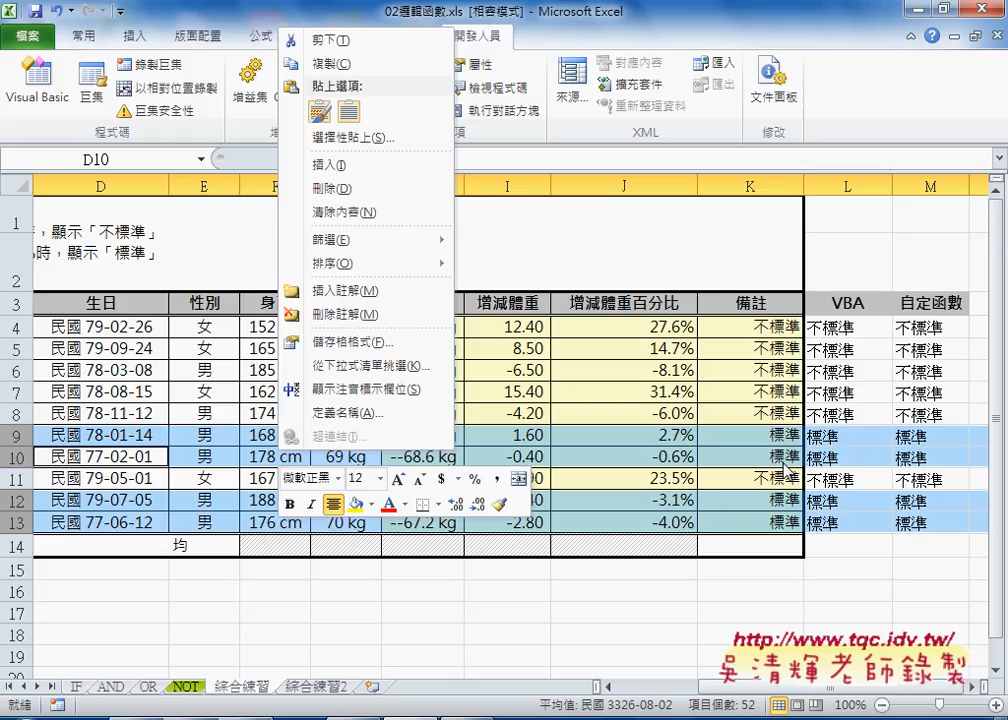 02邏輯函數.xls [相容模式] - Microsoft Excel
檔案 常用 插入 版面配置 公式 開發人員
Visual Basic 巨集 錄製巨集 以相對位置錄製 巨集安全性 程式碼
增益集 屬性 檢視程式碼 執行對話方塊
來源... 對應內容 擴充套件 重新整理資料 匯入 匯出 XML
文件面板 修改
D10
D E I J K L M
1 顯示「不標準」
時，顯示「標準」
2
3 生日 性別 身 增減體重 增減體重百分比 備註 VBA 自定函數
4 民國 79-02-26 女 152 12.40 27.6% 不標準 不標準 不標準
5 民國 79-09-24 女 165 8.50 14.7% 不標準 不標準 不標準
6 民國 78-03-08 男 185 -6.50 -8.1% 不標準 不標準 不標準
7 民國 78-08-15 女 162 15.40 31.4% 不標準 不標準 不標準
8 民國 78-11-12 男 174 -4.20 -6.0% 不標準 不標準 不標準
9 民國 78-01-14 男 168 1.60 2.7% 標準 標準 標準
10 民國 77-02-01 男 178 cm 69 kg --68.6 kg -0.40 -0.6% 標準 標準 標準
11 民國 79-05-01 女 162 23.5% 不標準 不標準 不標準
12 民國 79-07-05 男 188 -3.1% 標準 標準 標準
13 民國 77-06-12 男 176 cm 70 kg --67.2 kg -2.80 -4.0% 標準 標準 標準
14 均
15
16
17
18
19
剪下(T)
複製(C)
貼上選項:
選擇性貼上(S)...
插入(I)
刪除(D)
清除內容(N)
篩選(E)
排序(O)
插入註解(M)
刪除註解(M)
儲存格格式(F)...
從下拉式清單挑選(K)...
顯示注音標示欄位(S)
定義名稱(A)...
超連結(I)...
微軟正黑 12 A A $ % ,
B I A
http://www.tqc.idv.tw/
吳清輝老師錄製
IF AND OR NOT 綜合練習 綜合練習2
就緒 平均值: 民國 3326-08-02 項目個數: 52 100%